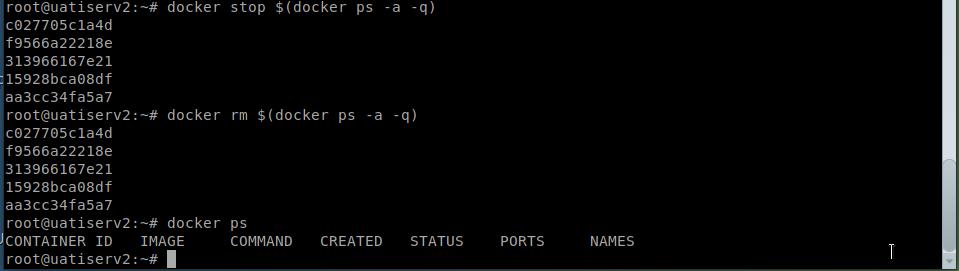 root@uatiserv2:~# docker stop $(docker ps -a -q)
c027705c1a4d
f9566a22218e
313966167e21
15928bca08df
aa3cc34fa5a7
root@uatiserv2:~# docker rm $(docker ps -a -q)
c027705c1a4d
f9566a22218e
313966167e21
15928bca08df
aa3cc34fa5a7
root@uatiserv2:~# docker ps
CONTAINER ID   IMAGE     COMMAND   CREATED   STATUS    PORTS     NAMES
root@uatiserv2:~#